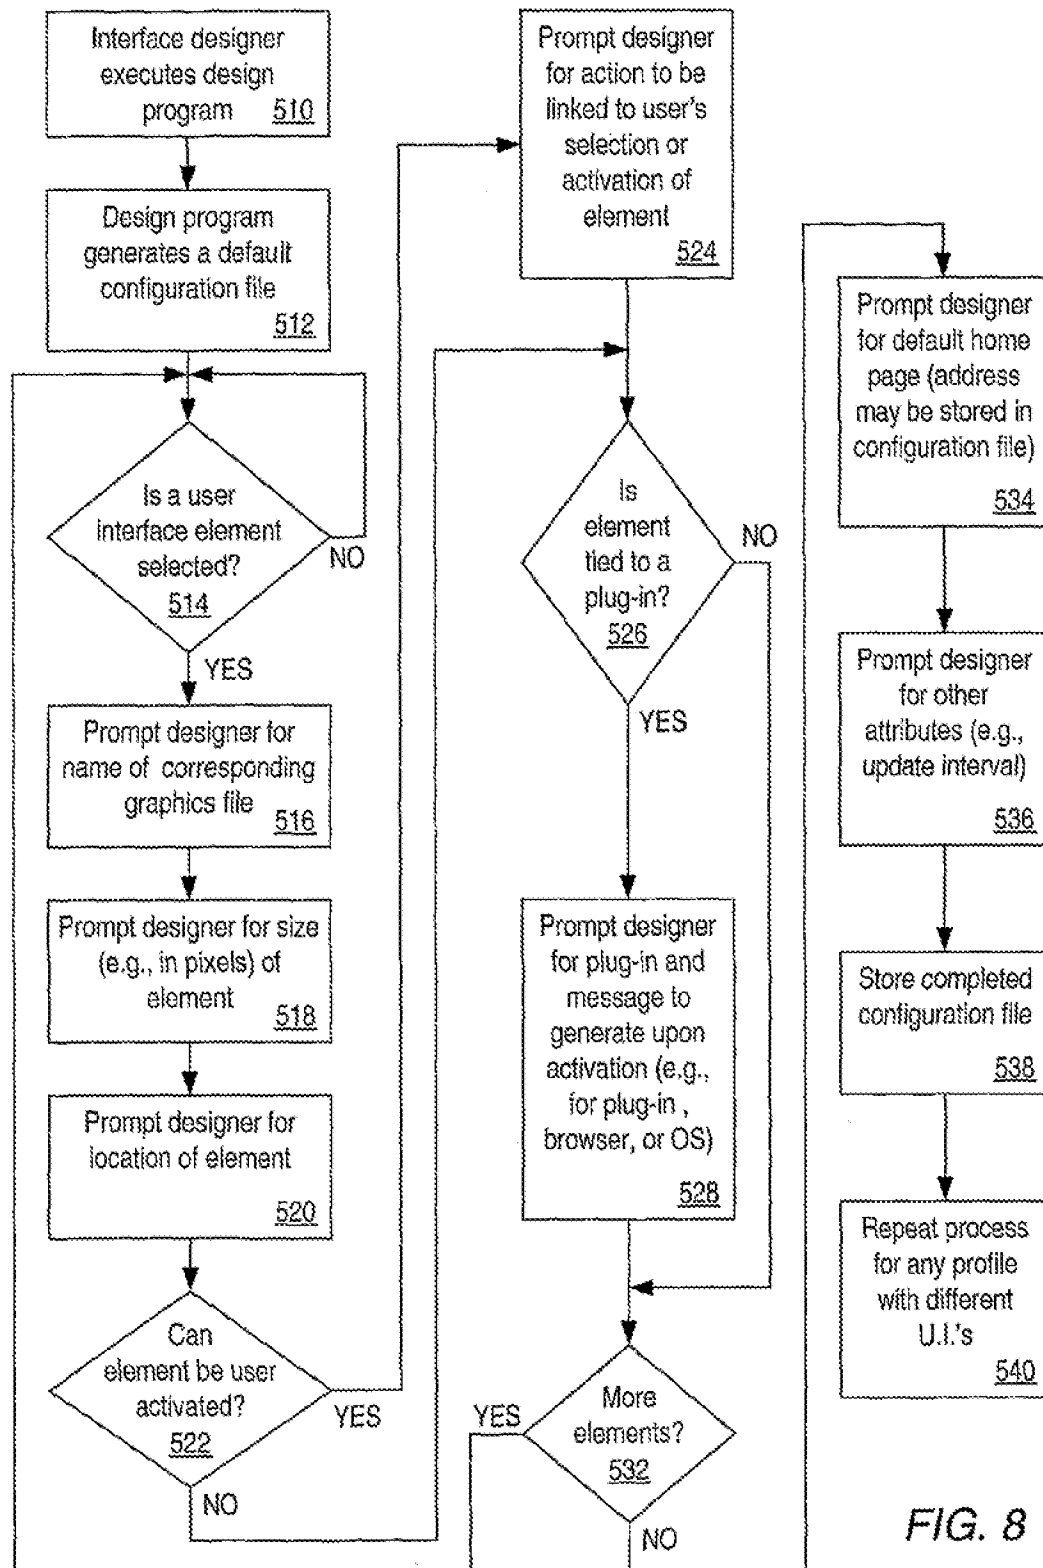 Interface designer
executes design
program 510
Design program
generates a default
configuration file
512
Is a user
interface element
selected?
514
NO
YES
Prompt designer for
name of corresponding
graphics file
516
Prompt designer for size
(e.g., in pixels) of
element
518
Prompt designer for
location of element
520
Can
element be user
activated?
522
YES
NO
Prompt designer
for action to be
linked to user's
selection or
activation of
element
524
Is
element
tied to a
plug-in?
526
NO
YES
Prompt designer
for plug-in and
message to
generate upon
activation (e.g.,
for plug-in ,
browser, or OS)
528
More
elements?
532
YES
NO
Prompt designer
for default home
page (address
may be stored in
configuration file)
534
Prompt designer
for other
attributes (e.g.,
update interval)
536
Store completed
configuration file
538
Repeat process
for any profile
with different
U.I.'s
540
FIG. 8